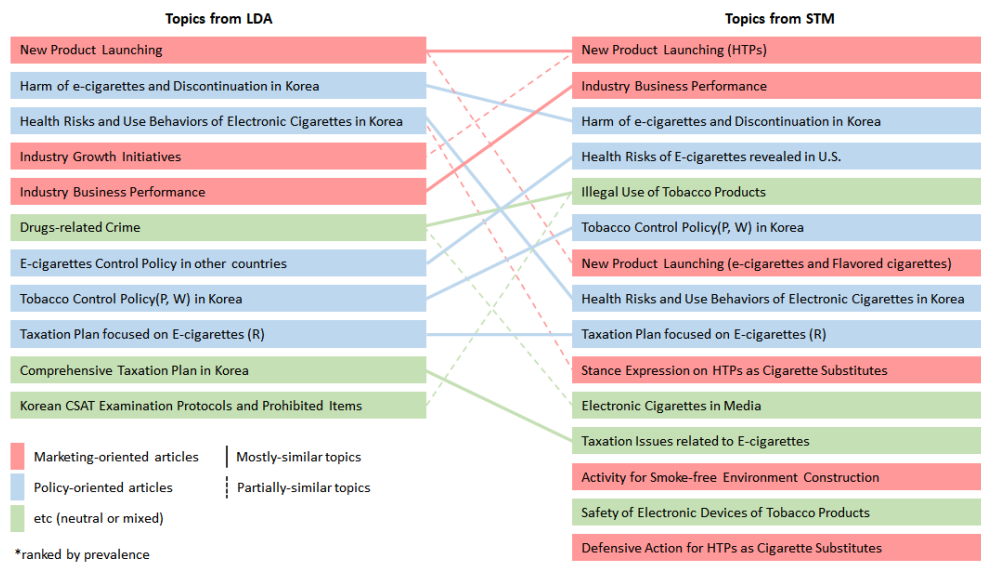 Topics from LDA
New Product Launching
Harm of e-cigarettes and Discontinuation in Korea
Health Risks and Use Behaviors of Electronic Cigarettes in Korea
Industry Growth Initiatives
Industry Business Performance
Drugs-related Crime
E-cigarettes Control Policy in other countries
Tobacco Control Policy(P, W) in Korea
Taxation Plan focused on E-cigarettes (R)
Comprehensive Taxation Plan in Korea
Korean CSAT Examination Protocols and Prohibited Items
Topics from STM
New Product Launching (HTPs)
Industry Business Performance
Harm of e-cigarettes and Discontinuation in Korea
Health Risks of E-cigarettes revealed in U.S.
Illegal Use of Tobacco Products
Tobacco Control Policy(P, W) in Korea
New Product Launching (e-cigarettes and Flavored cigarettes)
Health Risks and Use Behaviors of Electronic Cigarettes in Korea
Taxation Plan focused on E-cigarettes (R)
Stance Expression on HTPs as Cigarette Substitutes
Electronic Cigarettes in Media
Taxation Issues related to E-cigarettes
Activity for Smoke-free Environment Construction
Safety of Electronic Devices of Tobacco Products
Defensive Action for HTPs as Cigarette Substitutes
Marketing-oriented articles
Policy-oriented articles
etc (neutral or mixed)
Mostly-similar topics
Partially-similar topics
*ranked by prevalence